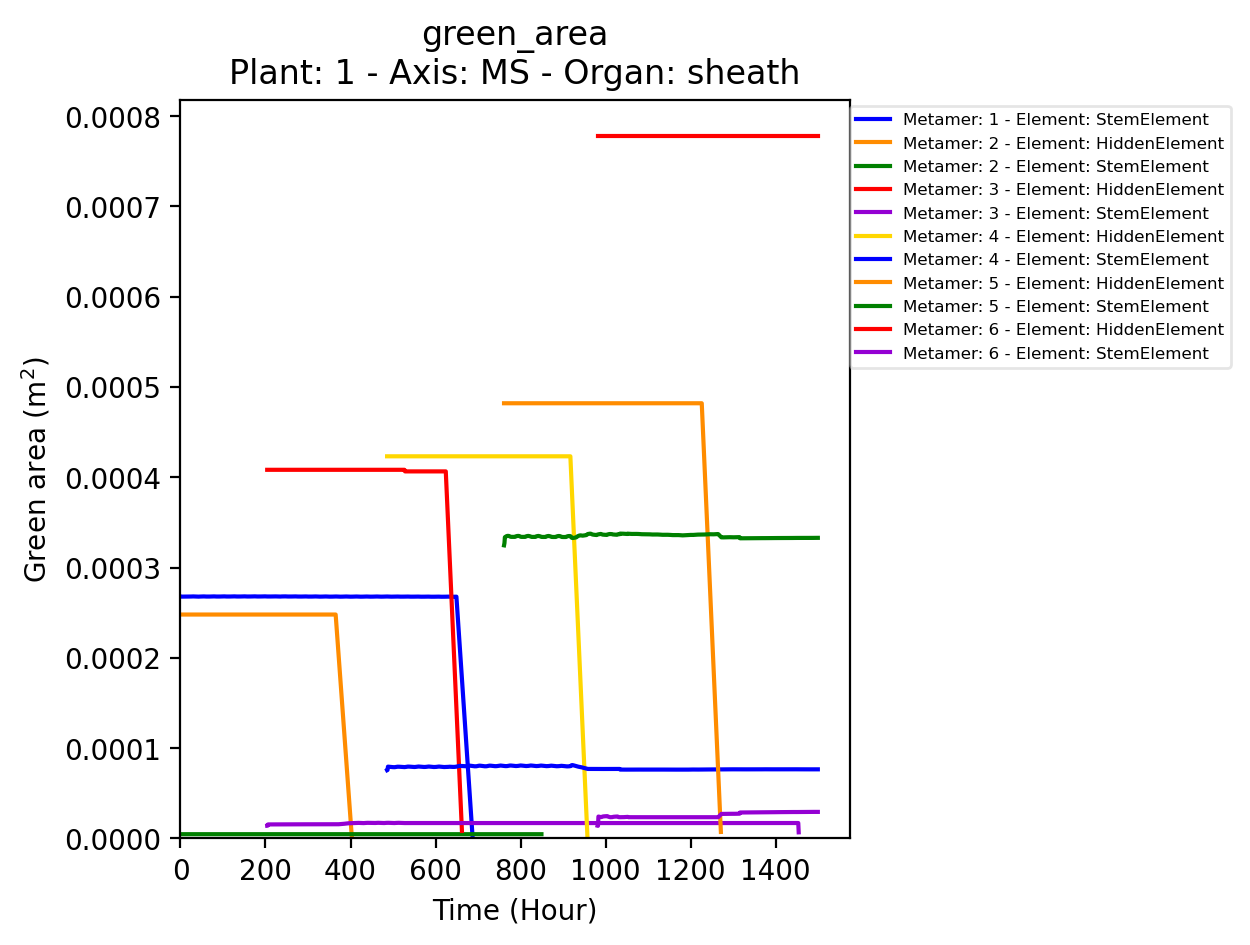 green_area
Plant: 1 - Axis: MS - Organ: sheath
0.0008
0.0007
0.0006
0.0005
0.0004
0.0003
0.0002
0.0001
0.0000
Green area (m²)
0 200 400 600 800 1000 1200 1400
Time (Hour)
Metamer: 1 - Element: StemElement
Metamer: 2 - Element: HiddenElement
Metamer: 2 - Element: StemElement
Metamer: 3 - Element: HiddenElement
Metamer: 3 - Element: StemElement
Metamer: 4 - Element: HiddenElement
Metamer: 4 - Element: StemElement
Metamer: 5 - Element: HiddenElement
Metamer: 5 - Element: StemElement
Metamer: 6 - Element: HiddenElement
Metamer: 6 - Element: StemElement